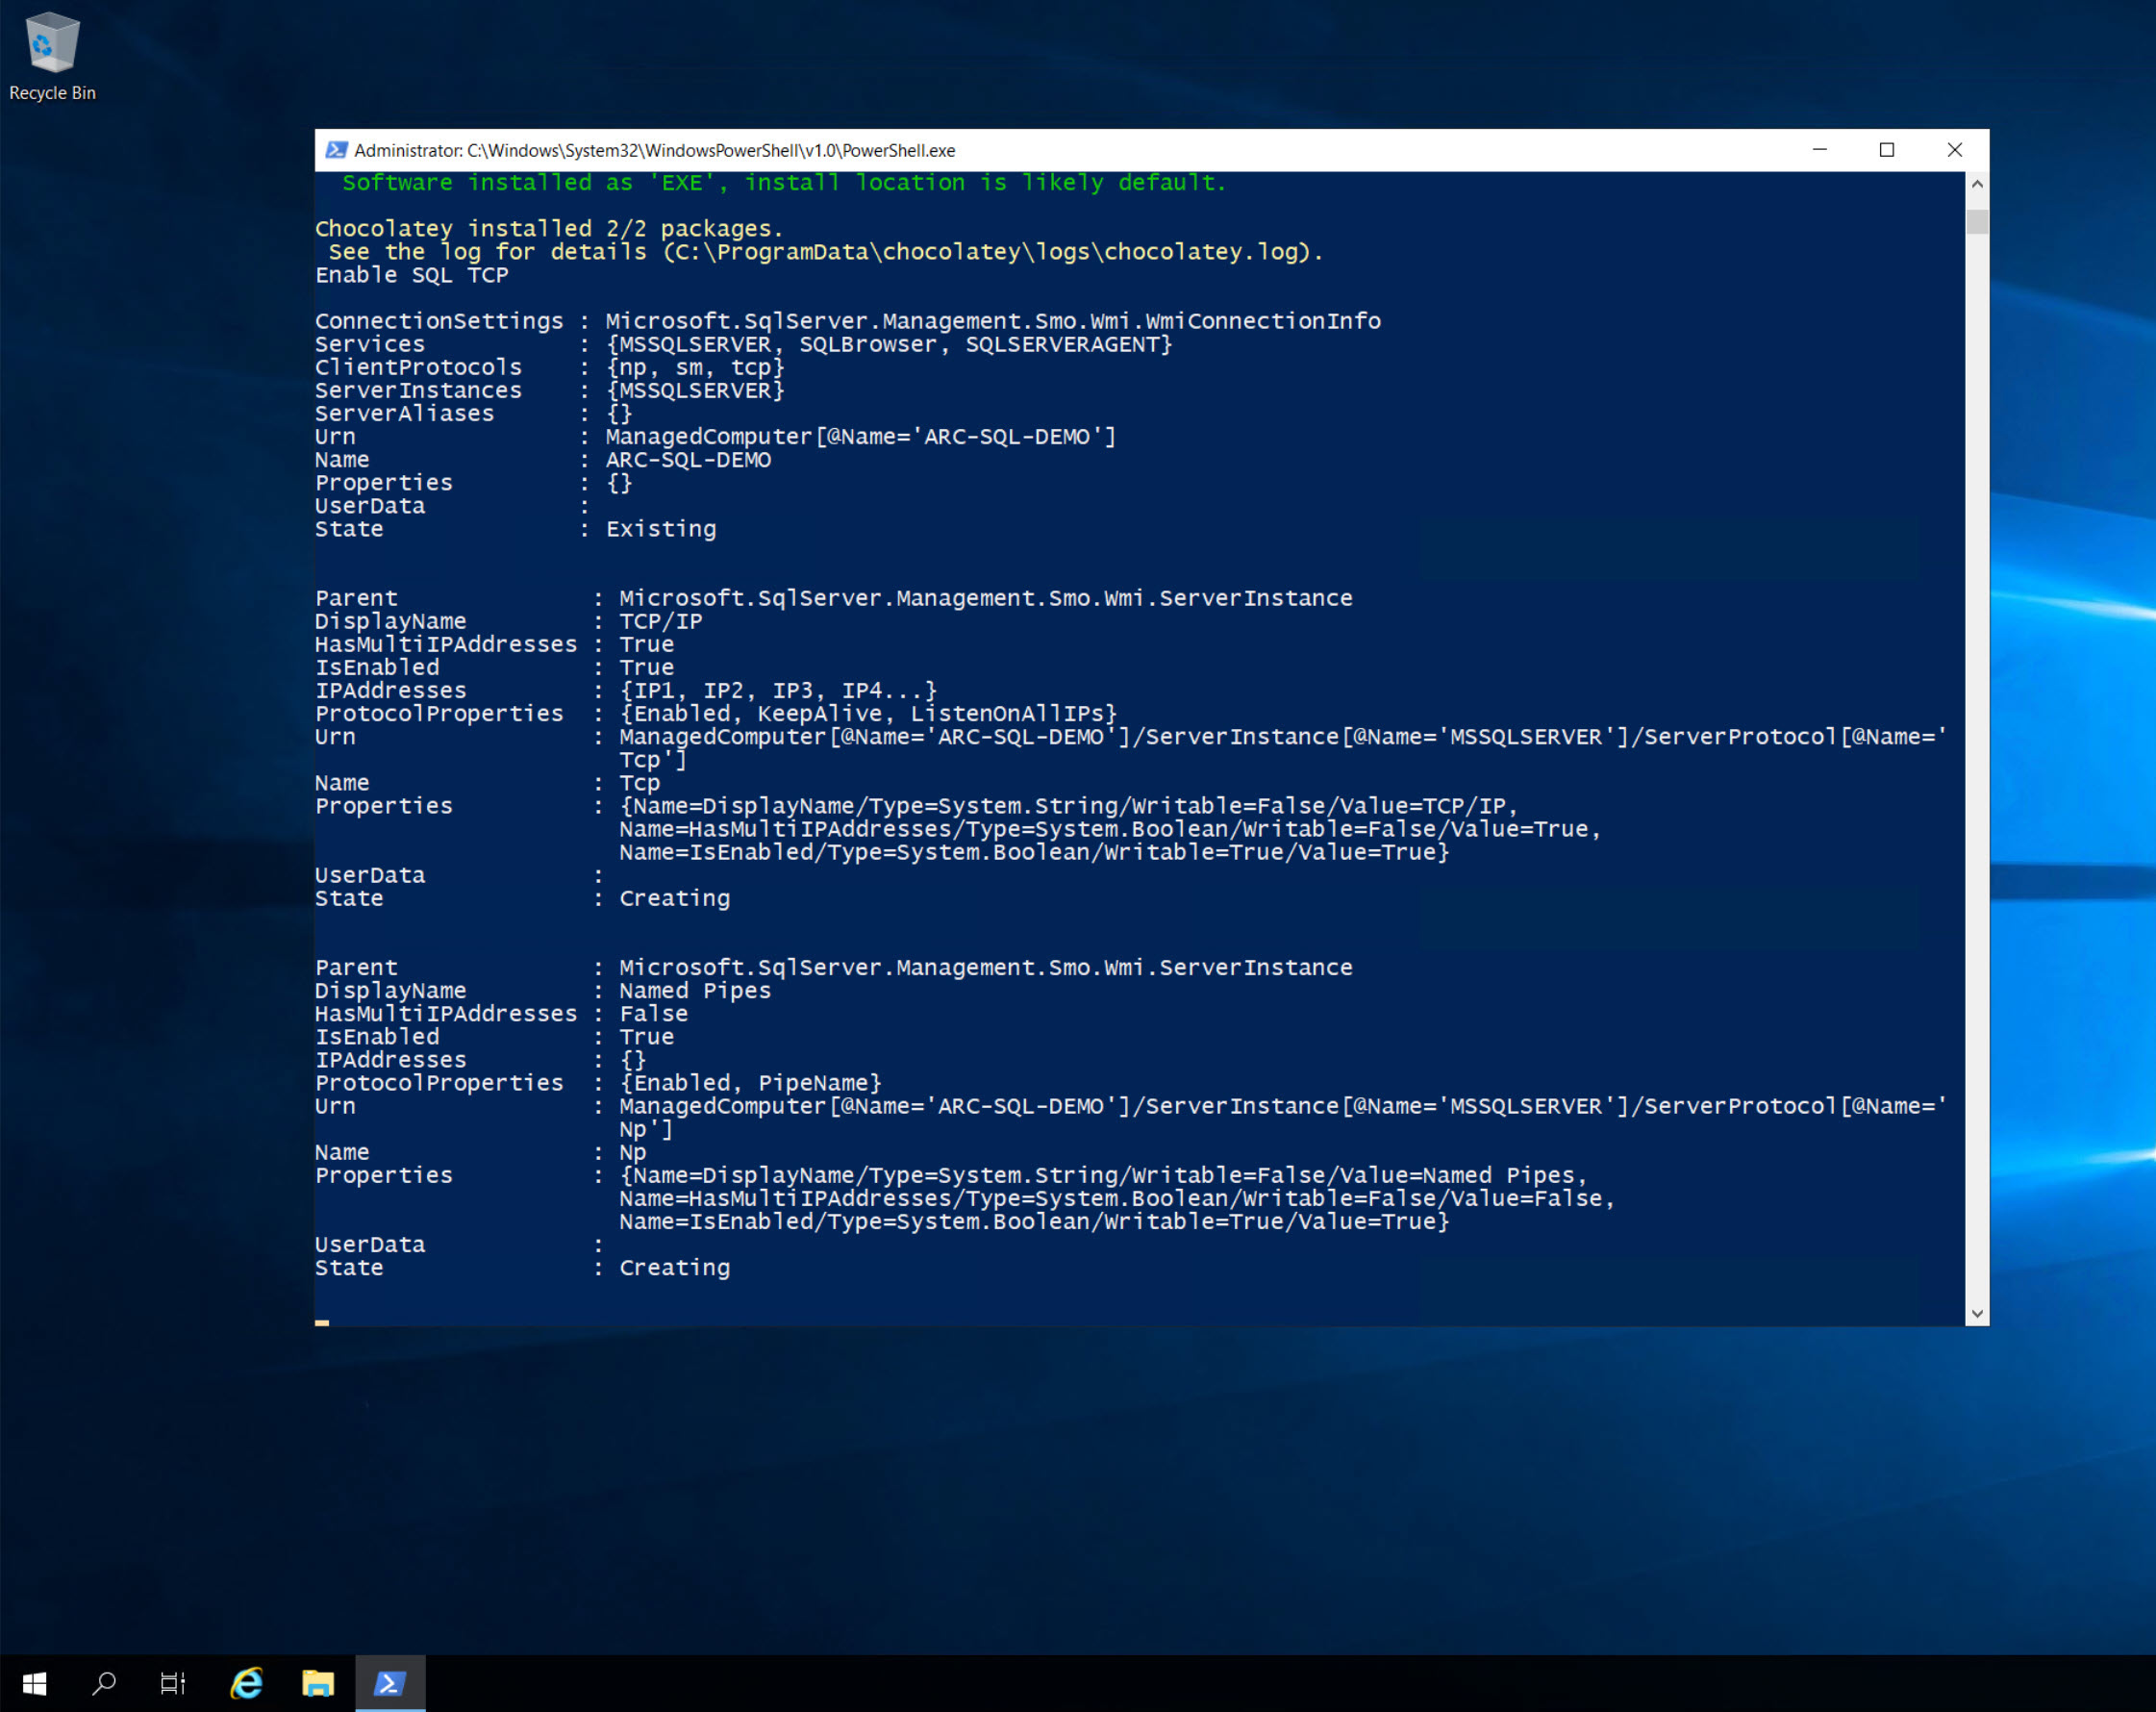 Recycle Bin
Administrator: C:\Windows\System32\WindowsPowerShell\v1.0\PowerShell.exe
  Software installed as 'EXE', install location is likely default.

Chocolatey installed 2/2 packages.
 See the log for details (C:\ProgramData\chocolatey\logs\chocolatey.log).
Enable SQL TCP

ConnectionSettings : Microsoft.SqlServer.Management.Smo.Wmi.WmiConnectionInfo
Services           : {MSSQLSERVER, SQLBrowser, SQLSERVERAGENT}
ClientProtocols    : {np, sm, tcp}
ServerInstances    : {MSSQLSERVER}
ServerAliases      : {}
Urn                : ManagedComputer[@Name='ARC-SQL-DEMO']
Name               : ARC-SQL-DEMO
Properties         : {}
UserData           :
State              : Existing


Parent              : Microsoft.SqlServer.Management.Smo.Wmi.ServerInstance
DisplayName         : TCP/IP
HasMultiIPAddresses : True
IsEnabled           : True
IPAddresses         : {IP1, IP2, IP3, IP4...}
ProtocolProperties  : {Enabled, KeepAlive, ListenOnAllIPs}
Urn                 : ManagedComputer[@Name='ARC-SQL-DEMO']/ServerInstance[@Name='MSSQLSERVER']/ServerProtocol[@Name='
                      Tcp']
Name                : Tcp
Properties          : {Name=DisplayName/Type=System.String/Writable=False/Value=TCP/IP,
                      Name=HasMultiIPAddresses/Type=System.Boolean/Writable=False/Value=True,
                      Name=IsEnabled/Type=System.Boolean/Writable=True/Value=True}
UserData            :
State               : Creating


Parent              : Microsoft.SqlServer.Management.Smo.Wmi.ServerInstance
DisplayName         : Named Pipes
HasMultiIPAddresses : False
IsEnabled           : True
IPAddresses         : {}
ProtocolProperties  : {Enabled, PipeName}
Urn                 : ManagedComputer[@Name='ARC-SQL-DEMO']/ServerInstance[@Name='MSSQLSERVER']/ServerProtocol[@Name='
                      Np']
Name                : Np
Properties          : {Name=DisplayName/Type=System.String/Writable=False/Value=Named Pipes,
                      Name=HasMultiIPAddresses/Type=System.Boolean/Writable=False/Value=False,
                      Name=IsEnabled/Type=System.Boolean/Writable=True/Value=True}
UserData            :
State               : Creating